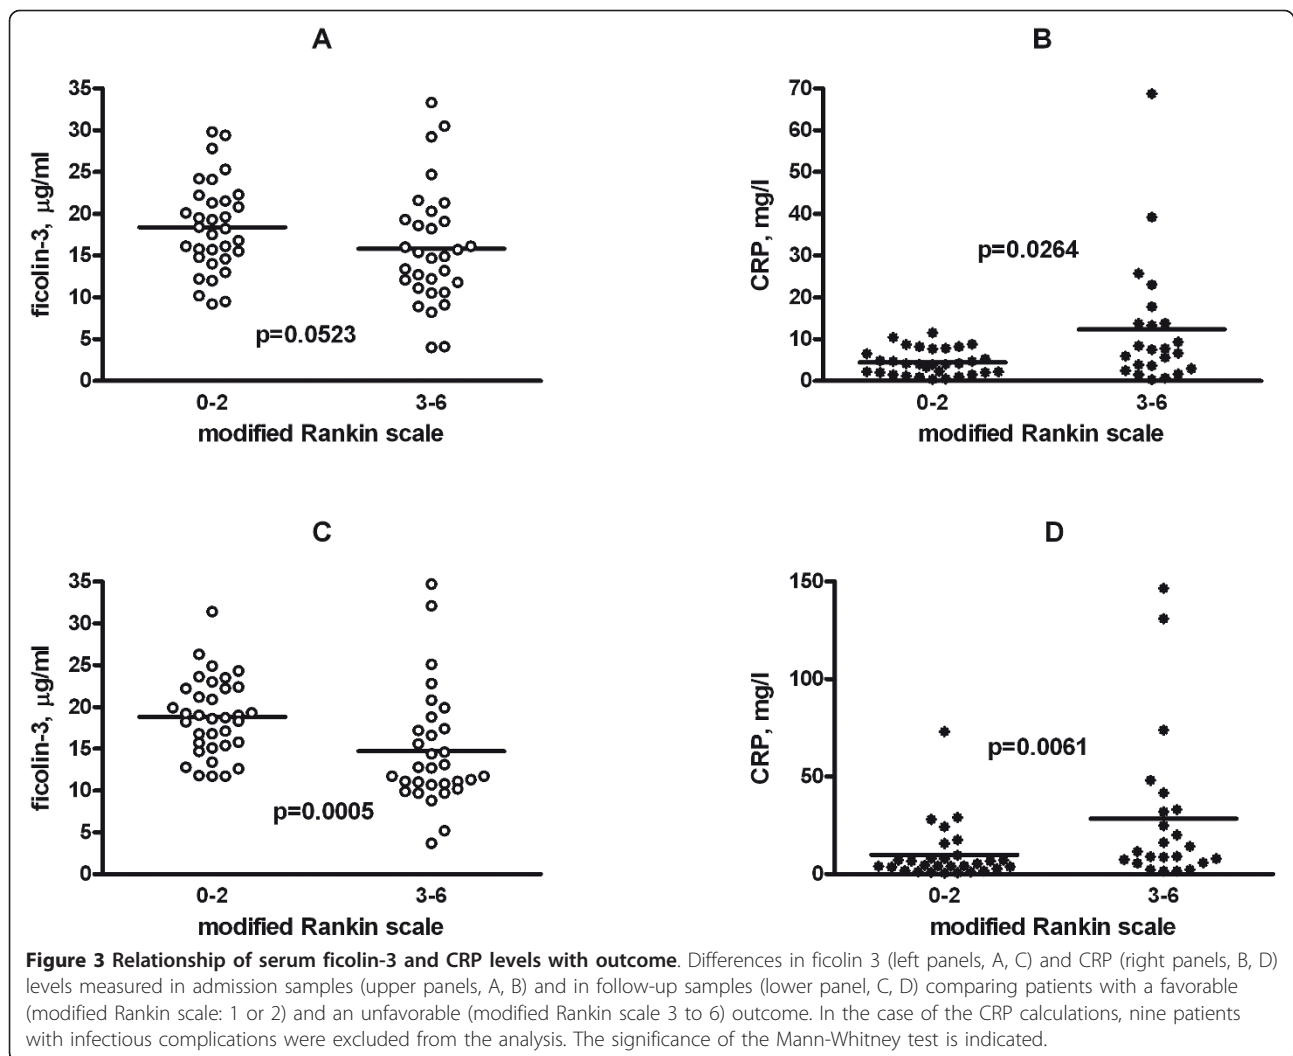 A
B
35
30
25
20
15
10
5
0
ficolin-3, µg/ml
p=0.0523
0-2
3-6
modified Rankin scale
70
60
50
40
30
20
10
0
CRP, mg/l
p=0.0264
0-2
3-6
modified Rankin scale
C
D
35
30
25
20
15
10
5
0
ficolin-3, µg/ml
p=0.0005
0-2
3-6
modified Rankin scale
150
100
50
0
CRP, mg/l
p=0.0061
0-2
3-6
modified Rankin scale
Figure 3 Relationship of serum ficolin-3 and CRP levels with outcome. Differences in ficolin 3 (left panels, A, C) and CRP (right panels, B, D)
levels measured in admission samples (upper panels, A, B) and in follow-up samples (lower panel, C, D) comparing patients with a favorable
(modified Rankin scale: 1 or 2) and an unfavorable (modified Rankin scale 3 to 6) outcome. In the case of the CRP calculations, nine patients
with infectious complications were excluded from the analysis. The significance of the Mann-Whitney test is indicated.